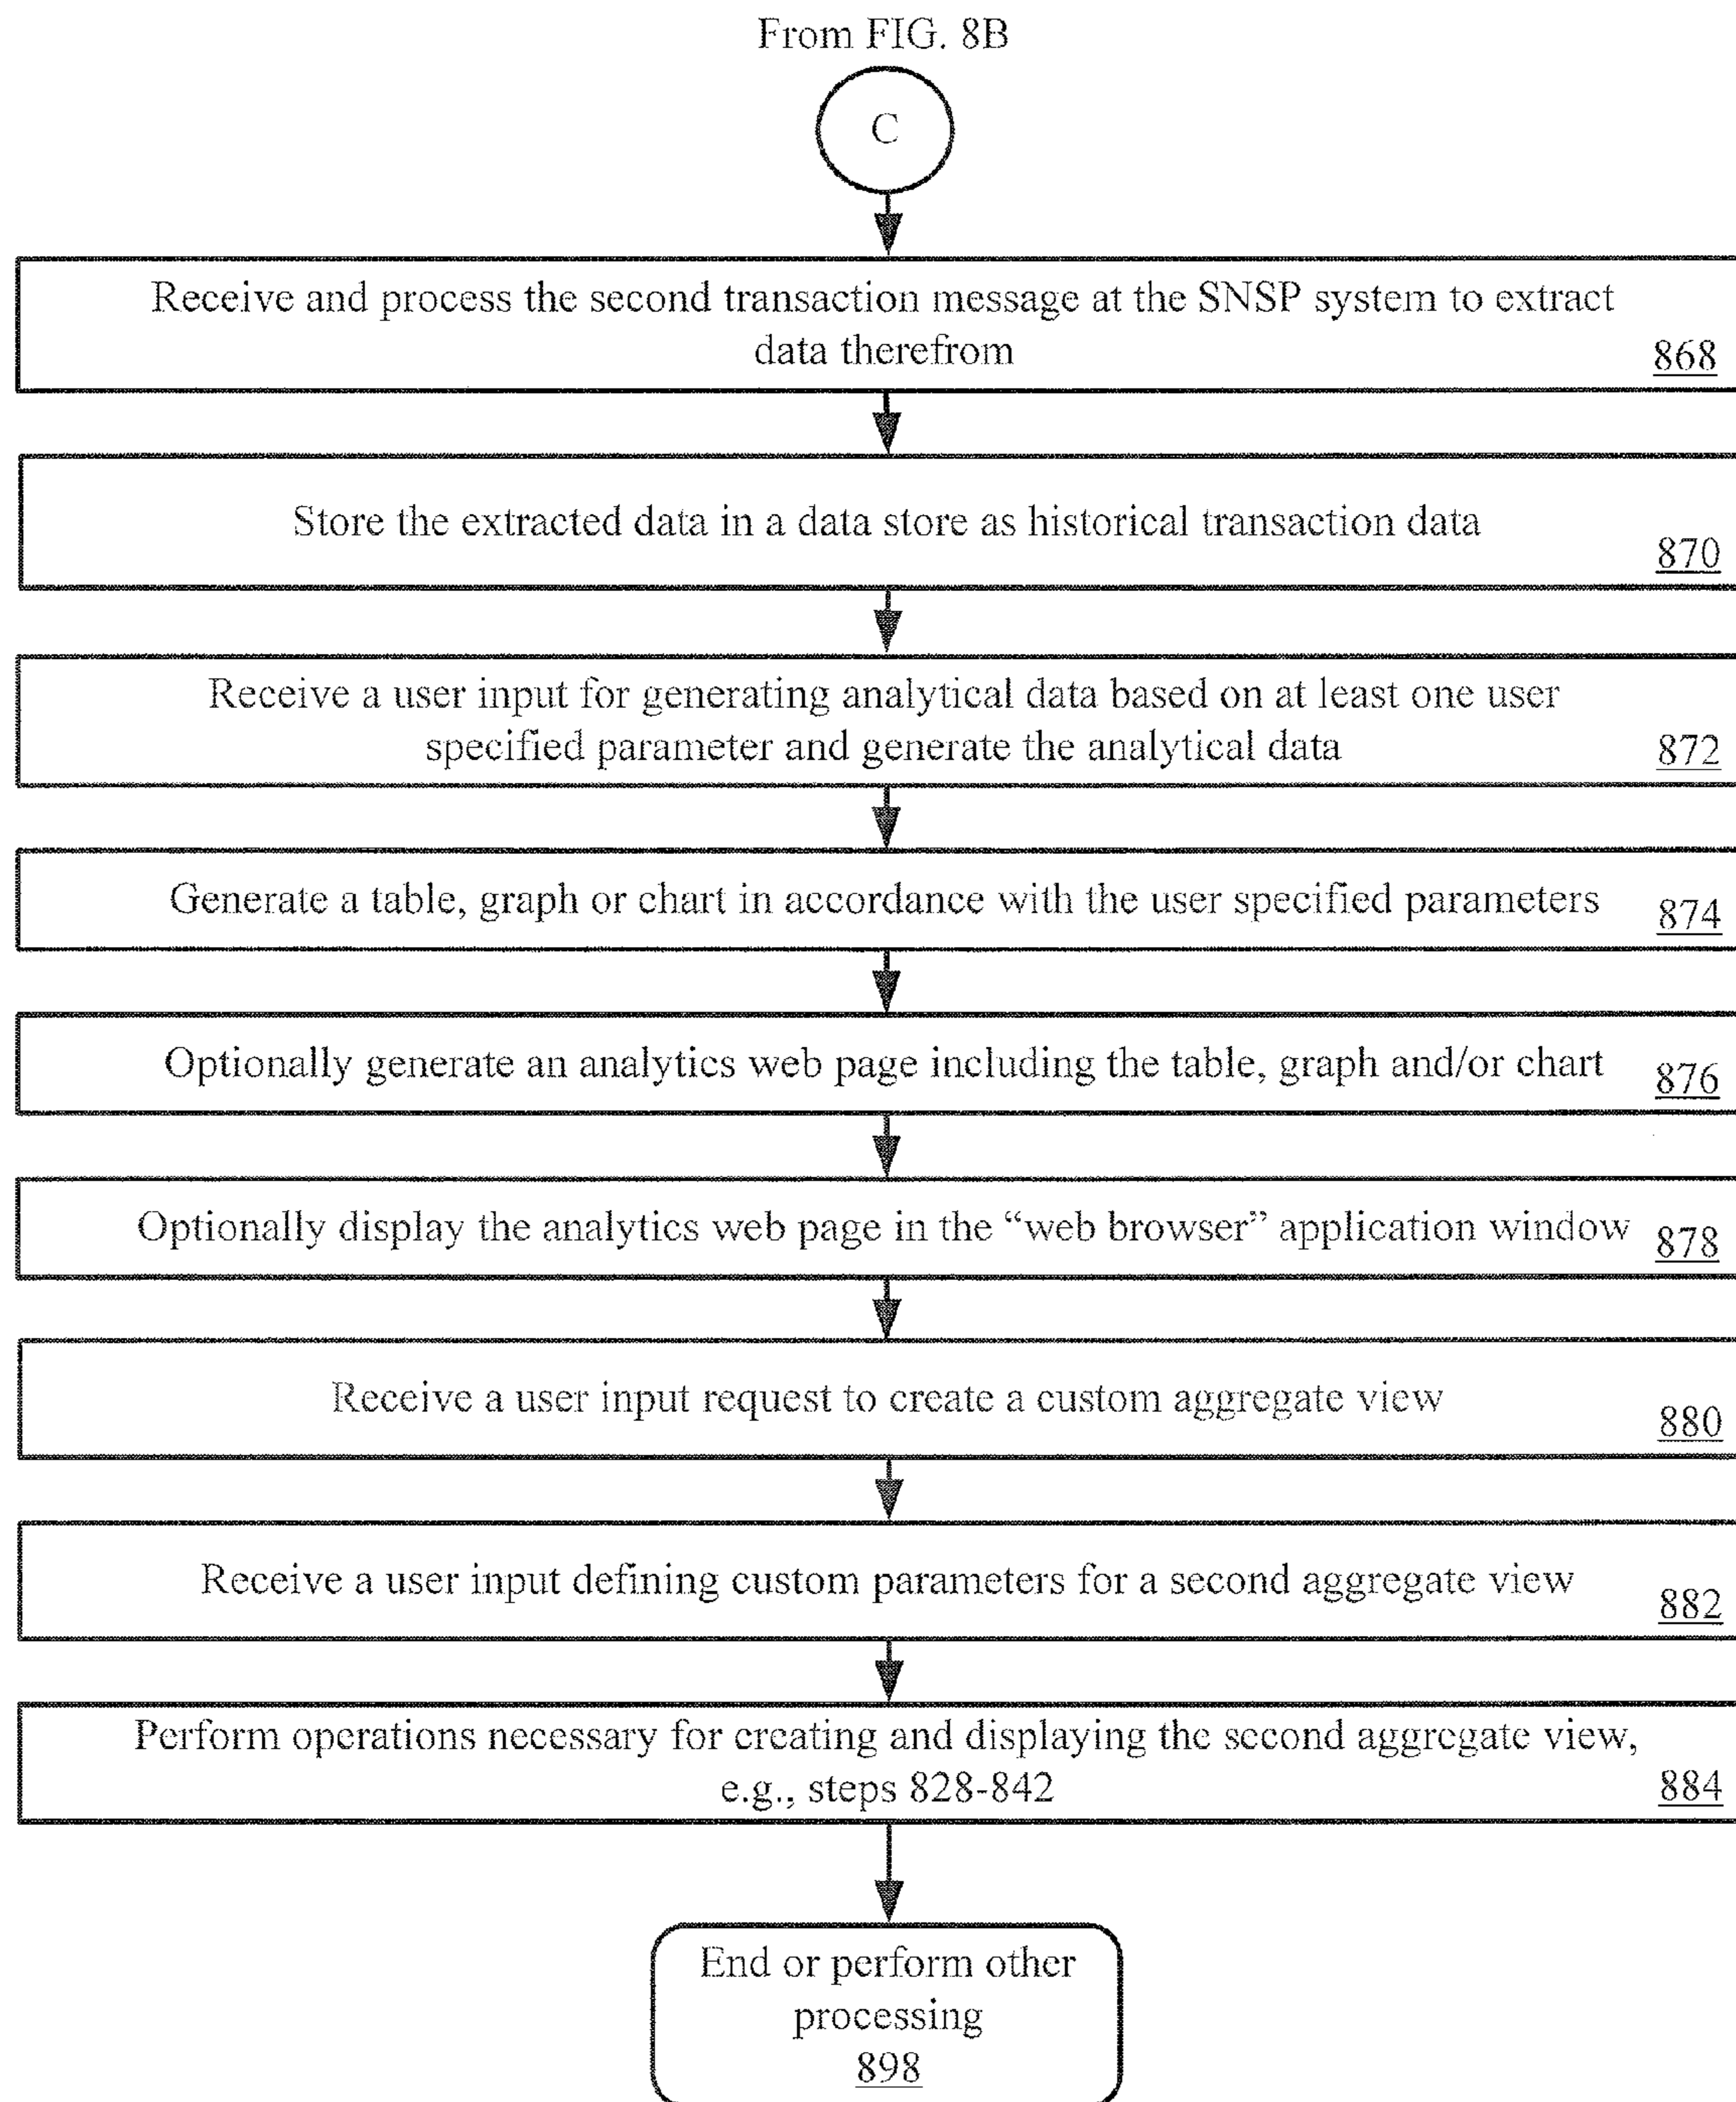 From FIG. 8B
C
Receive and process the second transaction message at the SNSP system to extract
data therefrom
868
Store the extracted data in a data store as historical transaction data
870
Receive a user input for generating analytical data based on at least one user
specified parameter and generate the analytical data
872
Generate a table, graph or chart in accordance with the user specified parameters
874
Optionally generate an analytics web page including the table, graph and/or chart
876
Optionally display the analytics web page in the “web browser” application window
878
Receive a user input request to create a custom aggregate view
880
Receive a user input defining custom parameters for a second aggregate view
882
Perform operations necessary for creating and displaying the second aggregate view,
e.g., steps 828-842
884
End or perform other
processing
898